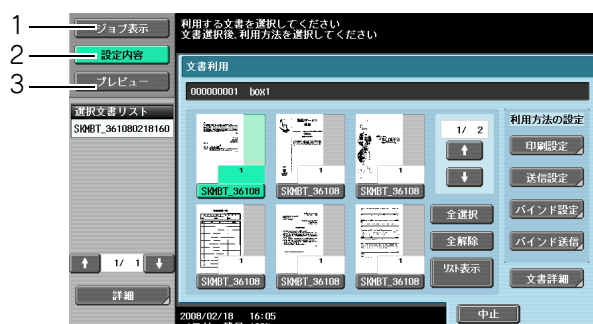 1
ジョブ表示
2
設定内容
3
プレビュー
選択文書リスト
SKMBT_361080218160
1/ 1
詳細
利用する文書を選択してください
文書選択後、利用方法を選択してください
文書利用
000000001 box1
1
SKMBT_36108
1
SKMBT_36108
1
SKMBT_36108
1
SKMBT_36108
1
SKMBT_36108
1
SKMBT_36108
1/ 2
全選択
全解除
リスト表示
利用方法の設定
印刷設定
送信設定
バインド設定
バインド送信
文書詳細
2008/02/18 16:05
中止